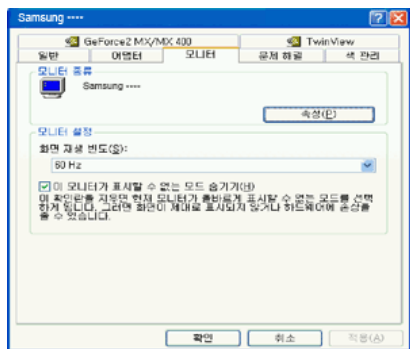 Samsung ----
GeForce2 MX/MX 400
TwinView
일반
어댑터
모니터
문제 해결
색 관리
모니터 종류
Samsung ----
속성(P)
모니터 설정
화면 재생 빈도(S):
60 Hz
이 모니터가 표시할 수 없는 모드 숨기기(H)
이 확인란을 지우면 현재 모니터가 올바르게 표시할 수 없는 모드를 선택
하게 됩니다. 그러면 화면이 제대로 표시되지 않거나 하드웨어에 손상을
줄 수 있습니다.
확인
취소
적용(A)